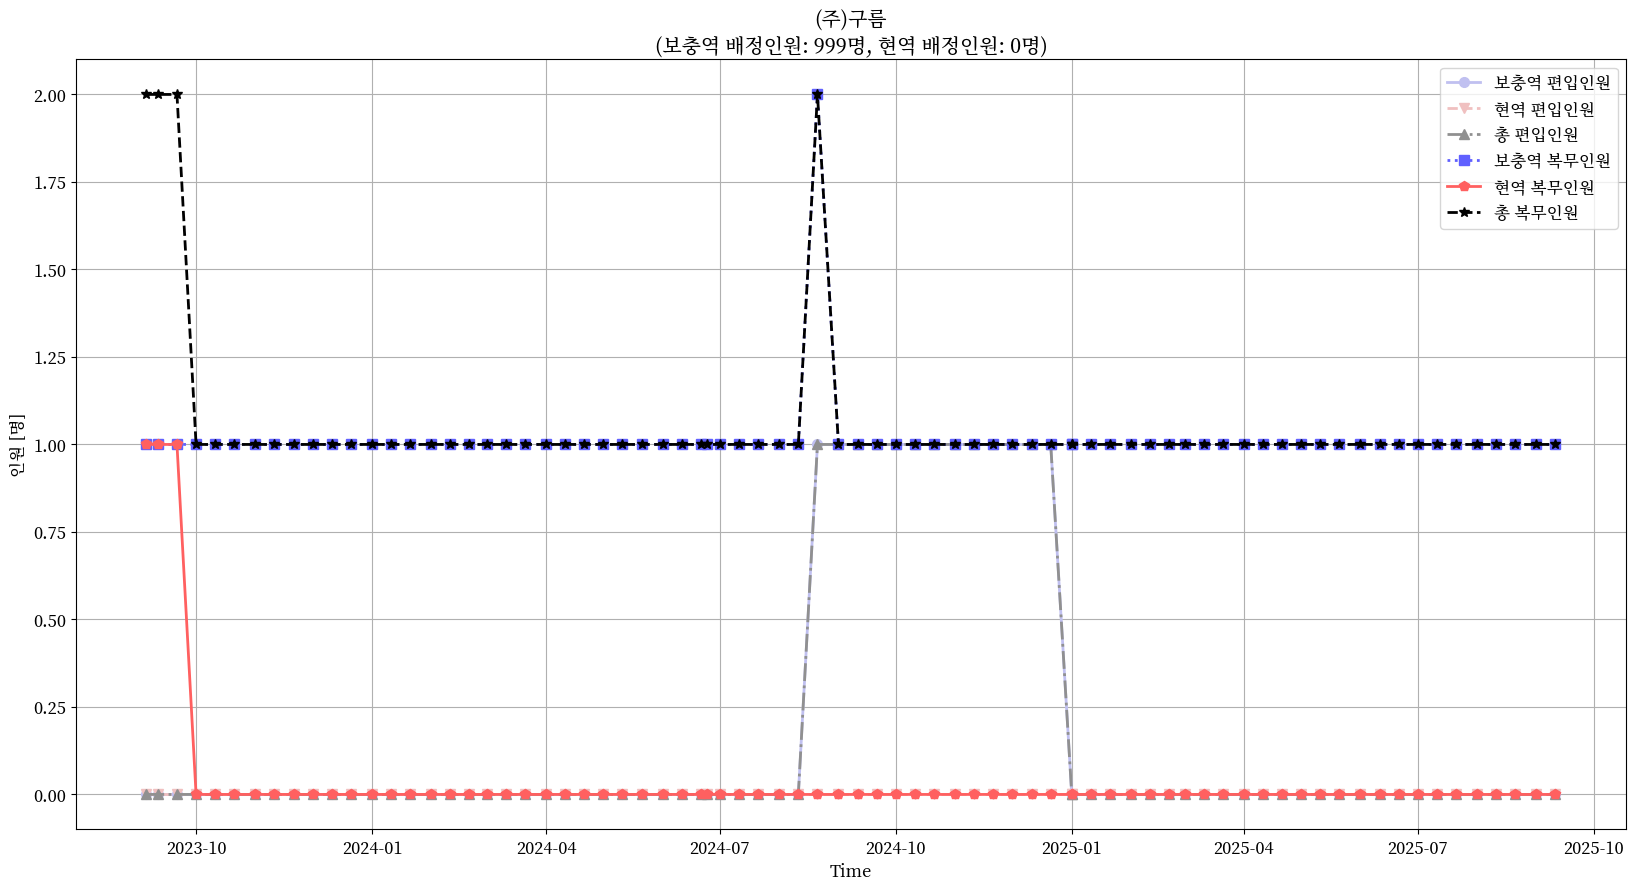 (주)구름
(보충역 배정인원: 999명, 현역 배정인원: 0명)
보충역 편입인원
현역 편입인원
총 편입인원
보충역 복무인원
현역 복무인원
총 복무인원
인원 [명]
2.00
1.75
1.50
1.25
1.00
0.75
0.50
0.25
0.00
2023-10
2024-01
2024-04
2024-07
2024-10
2025-01
2025-04
2025-07
2025-10
Time